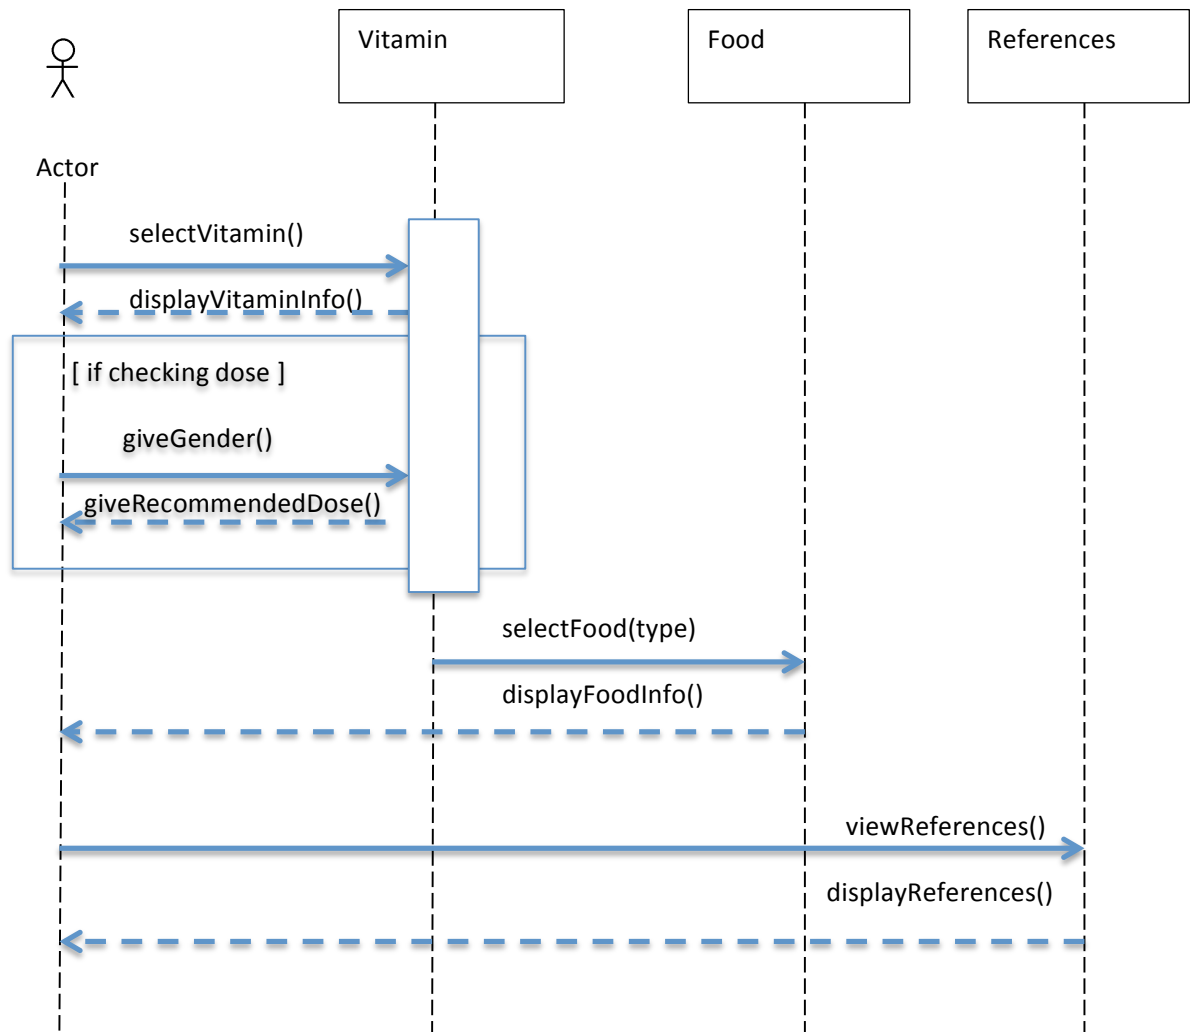 Vitamin
Food
References
Actor
selectVitamin()
displayVitaminInfo()
[ if checking dose ]
giveGender()
giveRecommendedDose()
selectFood(type)
displayFoodInfo()
viewReferences()
displayReferences()